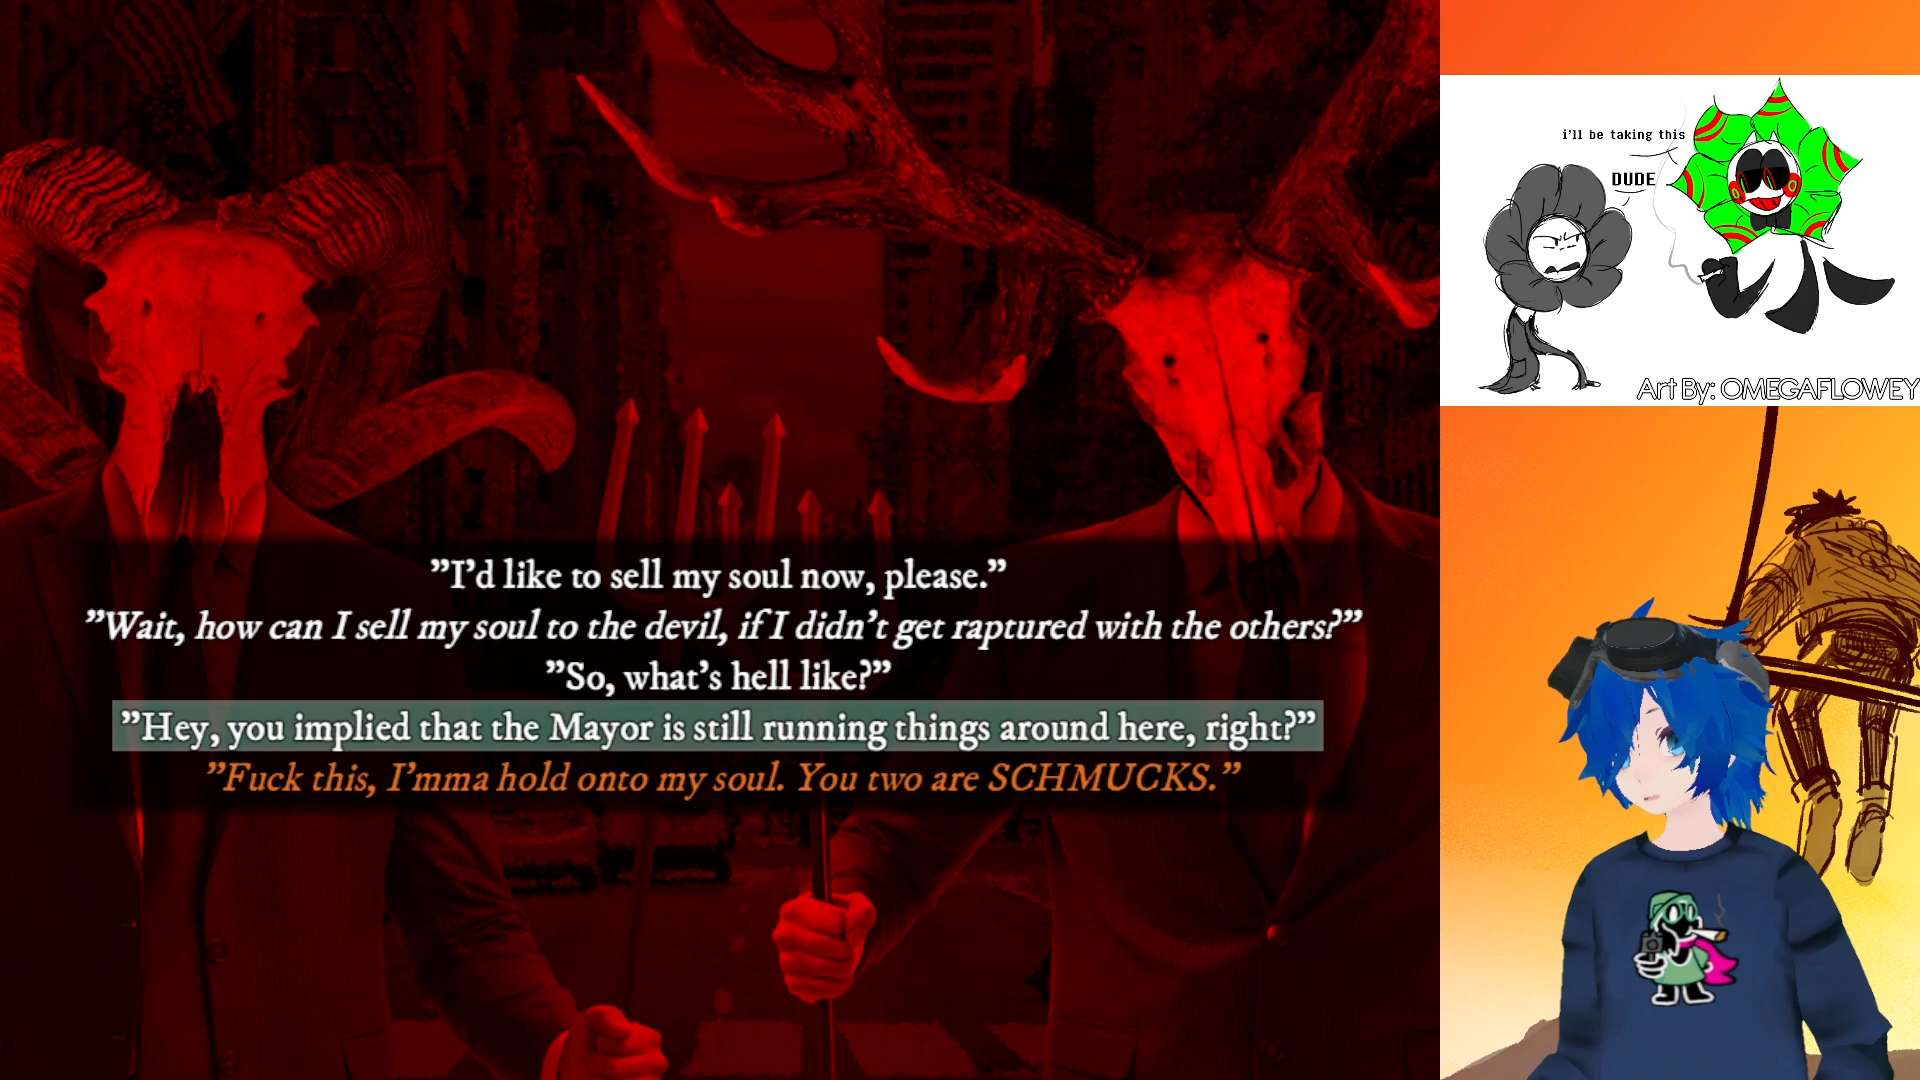 ”I’d like to sell my soul now, please.”
”Wait, how can I sell my soul to the devil, if I didn’t get raptured with the others?”
”So, what’s hell like?”
”Hey, you implied that the Mayor is still running things around here, right?”
”Fuck this, I’mma hold onto my soul. You two are SCHMUCKS.”
i'll be taking this
DUDE
Art By: OMEGAFLOWEY